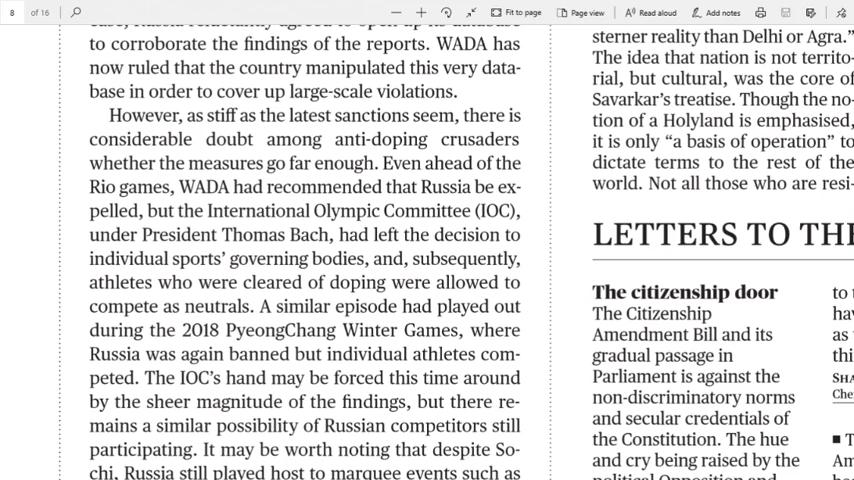 8 of 16
Fit to page
Page view
Read aloud
Add notes
to corroborate the findings of the reports. WADA has
now ruled that the country manipulated this very data-
base in order to cover up large-scale violations.
However, as stiff as the latest sanctions seem, there is
considerable doubt among anti-doping crusaders
whether the measures go far enough. Even ahead of the
Rio games, WADA had recommended that Russia be ex-
pelled, but the International Olympic Committee (IOC),
under President Thomas Bach, had left the decision to
individual sports’ governing bodies, and, subsequently,
athletes who were cleared of doping were allowed to
compete as neutrals. A similar episode had played out
during the 2018 PyeongChang Winter Games, where
Russia was again banned but individual athletes com-
peted. The IOC’s hand may be forced this time around
by the sheer magnitude of the findings, but there re-
mains a similar possibility of Russian competitors still
participating. It may be worth noting that despite So-
chi, Russia still played host to marquee events such as
sterner reality than Delhi or Agra.”
The idea that nation is not territo-
rial, but cultural, was the core of
Savarkar’s treatise. Though the no-
tion of a Holyland is emphasised,
it is only “a basis of operation” to
dictate terms to the rest of the
world. Not all those who are resi-
LETTERS TO THE
The citizenship door
The Citizenship
Amendment Bill and its
gradual passage in
Parliament is against the
non-discriminatory norms
and secular credentials of
the Constitution. The hue
and cry being raised by the
political Opposition and
to
hav
as
thi
SHA
Che
■ T
Am